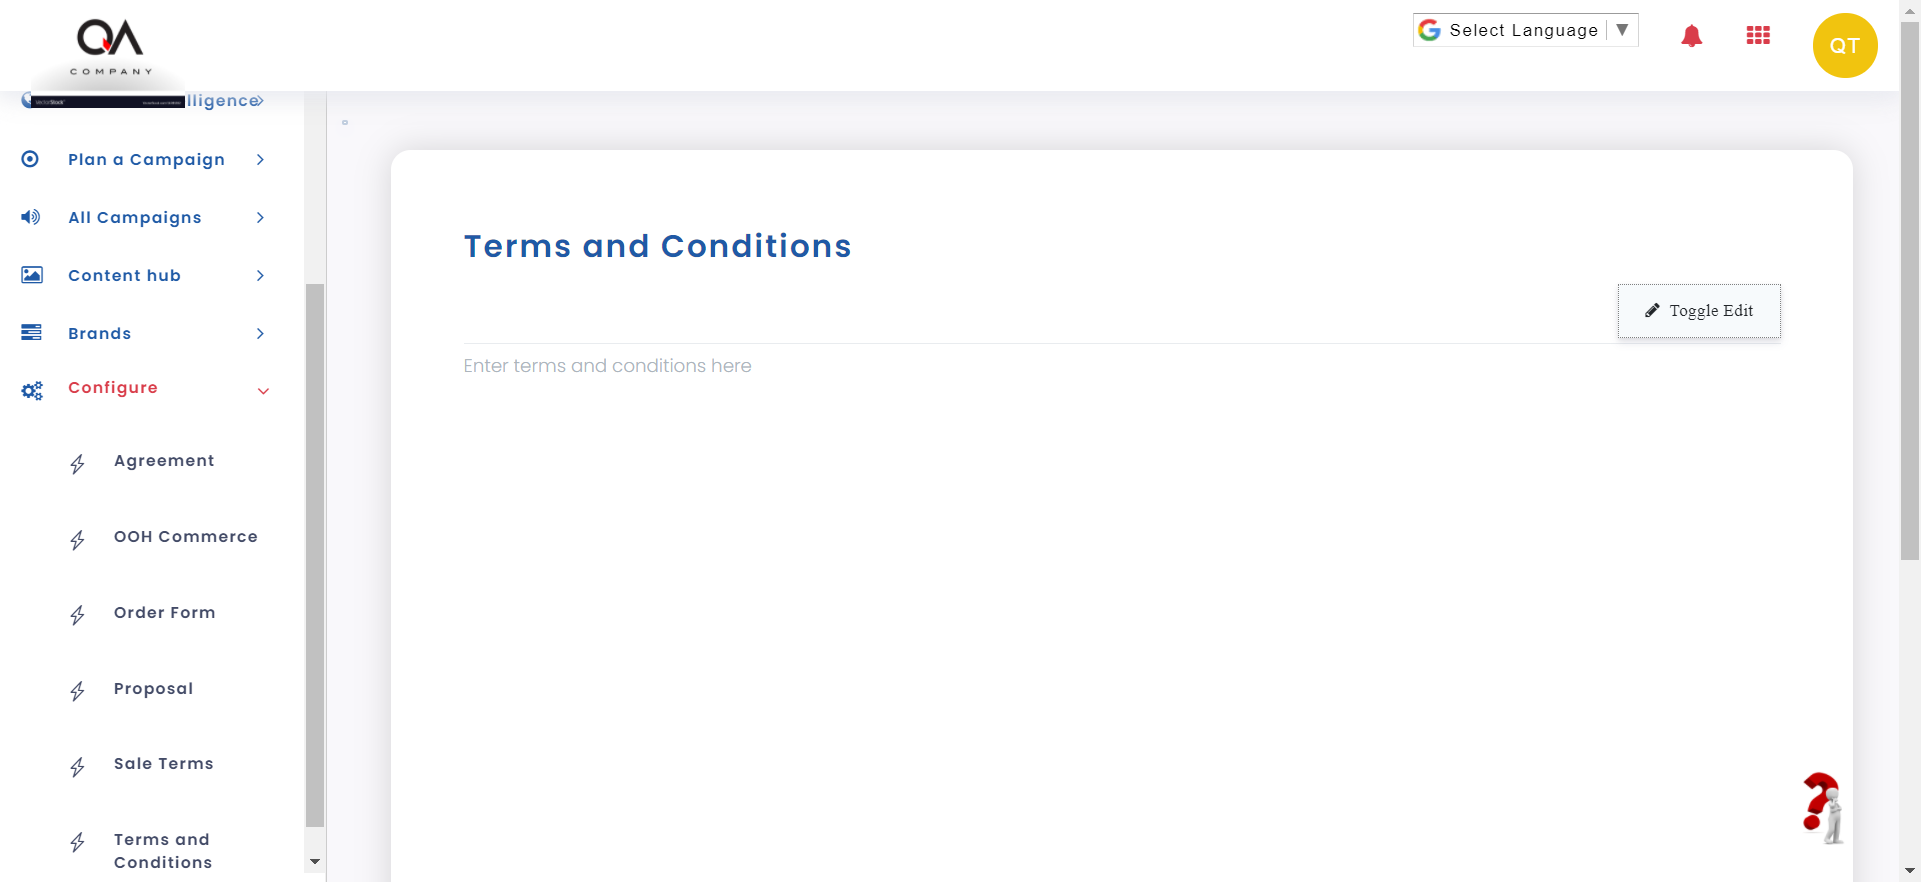 QA
COMPANY
Select Language
QT
lligence
Plan a Campaign
All Campaigns
Content hub
Brands
Configure
Agreement
OOH Commerce
Order Form
Proposal
Sale Terms
Terms and
Conditions
Terms and Conditions
Toggle Edit
Enter terms and conditions here